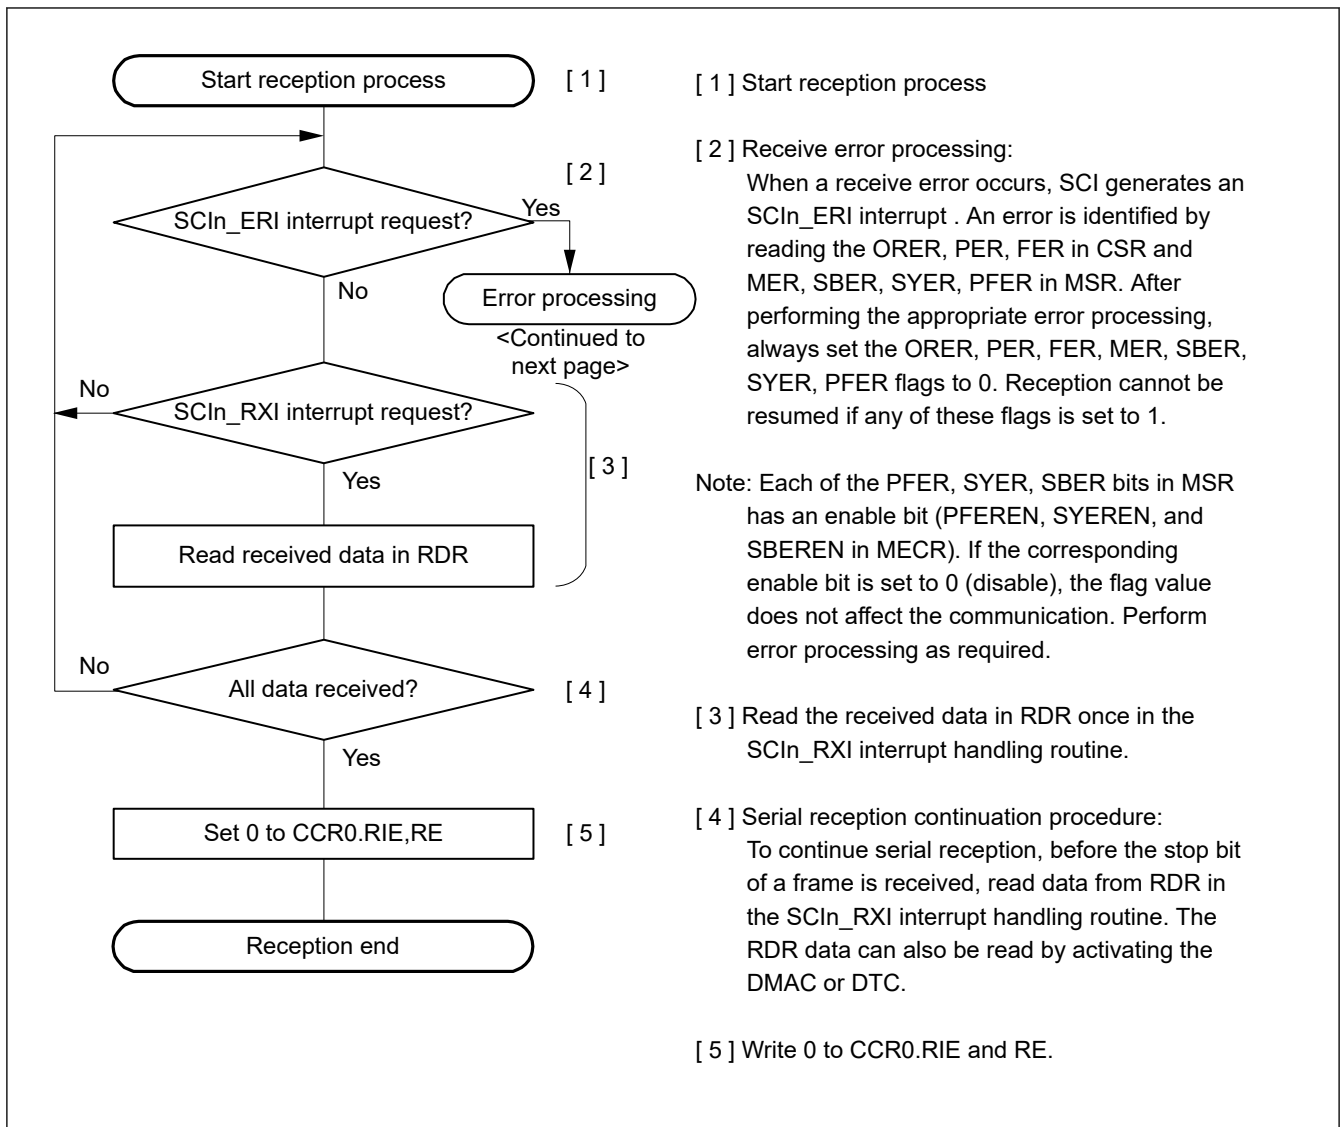 Start reception process
[ 1 ]
[ 2 ]
SCIn_ERI interrupt request?
Yes
No
Error processing
<Continued to
next page>
No
SCIn_RXI interrupt request?
[ 3 ]
Yes
Read received data in RDR
No
All data received?
[ 4 ]
Yes
Set 0 to CCR0.RIE,RE
[ 5 ]
Reception end
[ 1 ] Start reception process
[ 2 ] Receive error processing:
When a receive error occurs, SCI generates an
SCIn_ERI interrupt . An error is identified by
reading the ORER, PER, FER in CSR and
MER, SBER, SYER, PFER in MSR. After
performing the appropriate error processing,
always set the ORER, PER, FER, MER, SBER,
SYER, PFER flags to 0. Reception cannot be
resumed if any of these flags is set to 1.
Note: Each of the PFER, SYER, SBER bits in MSR
has an enable bit (PFEREN, SYEREN, and
SBEREN in MECR). If the corresponding
enable bit is set to 0 (disable), the flag value
does not affect the communication. Perform
error processing as required.
[ 3 ] Read the received data in RDR once in the
SCIn_RXI interrupt handling routine.
[ 4 ] Serial reception continuation procedure:
To continue serial reception, before the stop bit
of a frame is received, read data from RDR in
the SCIn_RXI interrupt handling routine. The
RDR data can also be read by activating the
DMAC or DTC.
[ 5 ] Write 0 to CCR0.RIE and RE.